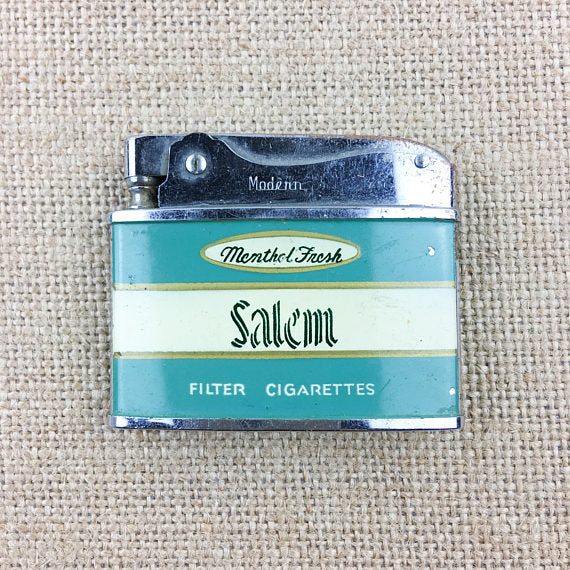 Modern
Menthol Fresh
Salem
FILTER CIGARETTES